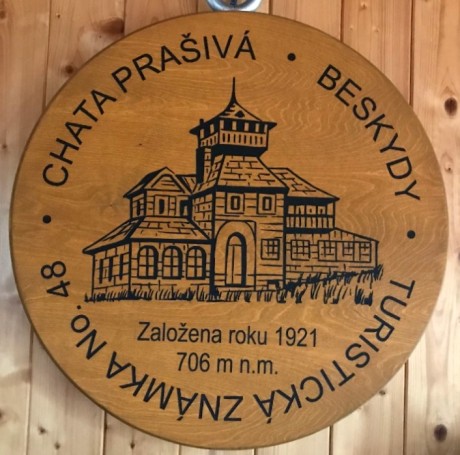 CHATA PRAŠIVÁ • BESKYDY • TURISTICKÁ ZNÁMKA No. 48 •
Založena roku 1921
706 m n.m.